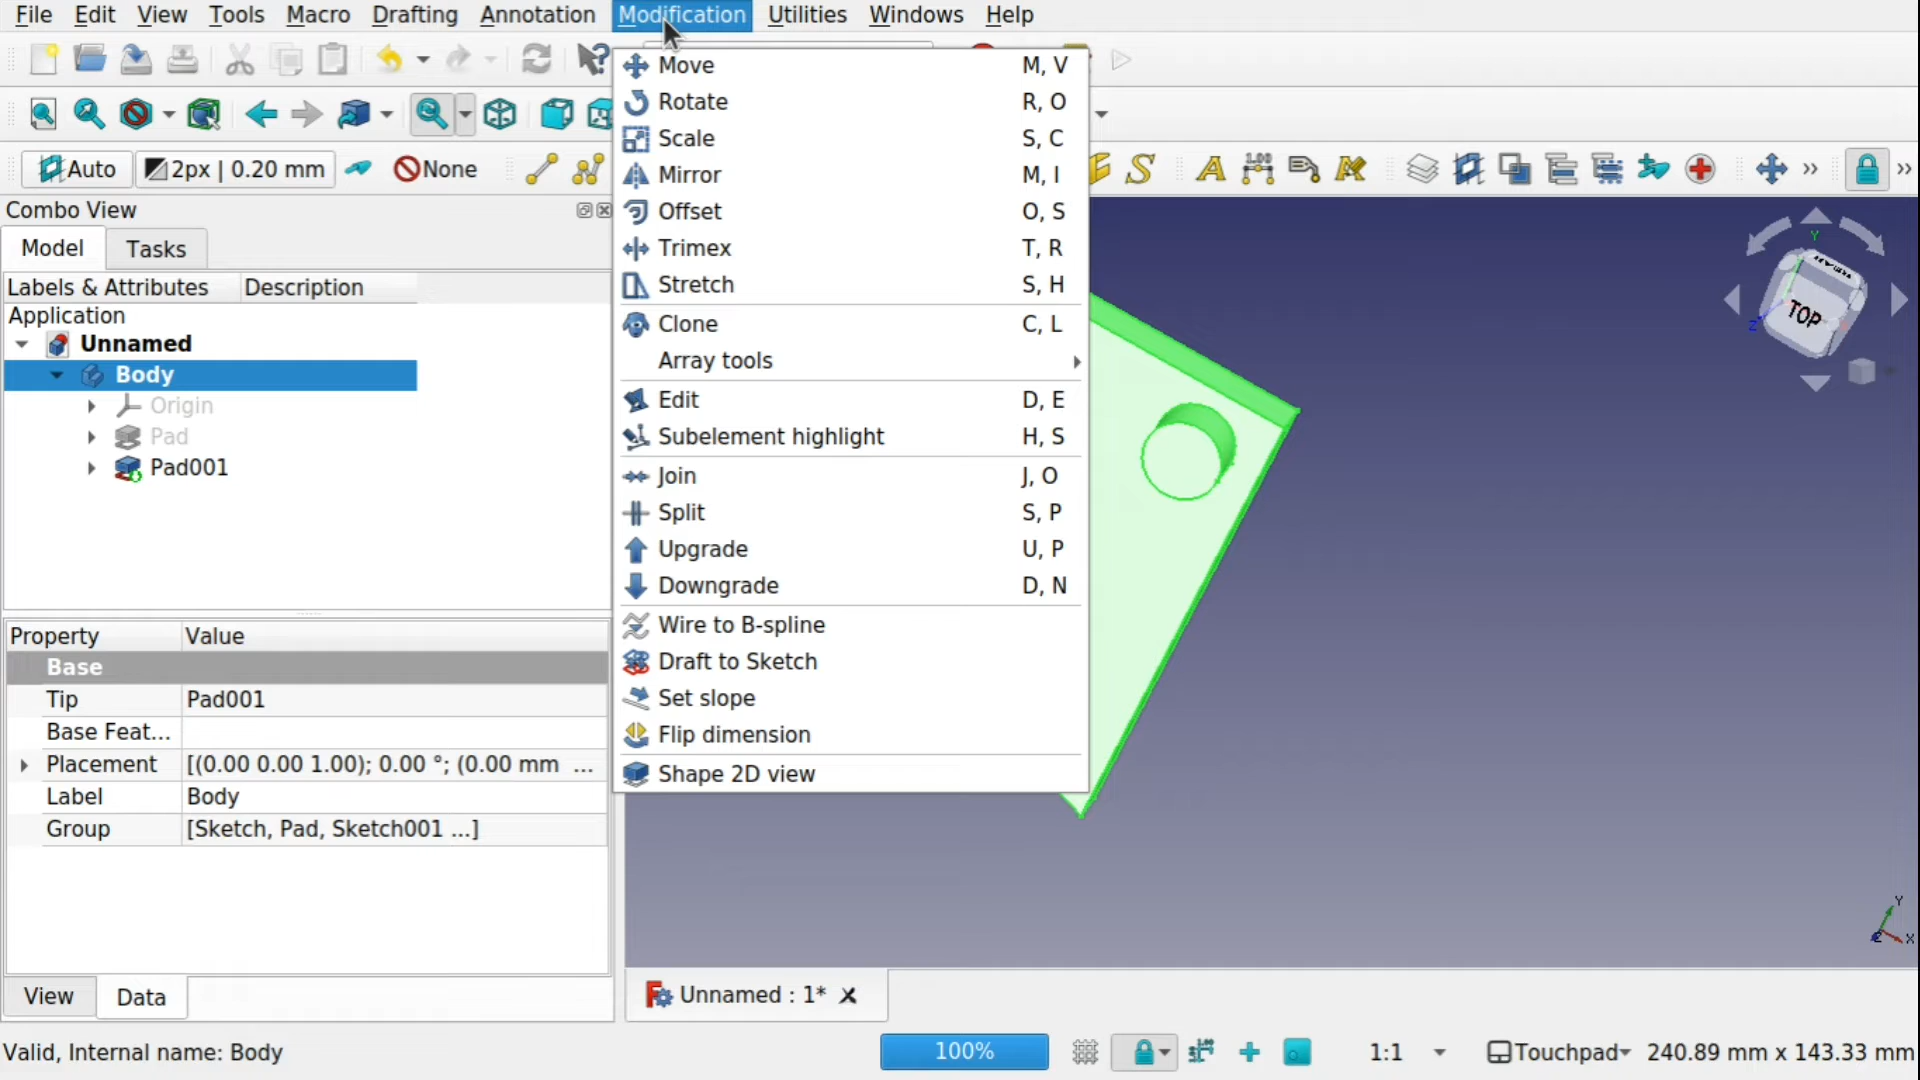 File Edit View Tools Macro Drafting Annotation Modification Utilities Windows Help
Auto 2px | 0.20 mm None
Combo View
Model Tasks
Labels & Attributes Description
Application
Unnamed
Body
Origin
Pad
Pad001
Property Value
Base
Tip Pad001
Base Feat...
Placement [(0.00 0.00 1.00); 0.00 °; (0.00 mm ...
Label Body
Group [Sketch, Pad, Sketch001 ...]
View Data
Move M, V
Rotate R, O
Scale S, C
Mirror M, I
Offset O, S
Trimex T, R
Stretch S, H
Clone C, L
Array tools
Edit D, E
Subelement highlight H, S
Join J, O
Split S, P
Upgrade U, P
Downgrade D, N
Wire to B-spline
Draft to Sketch
Set slope
Flip dimension
Shape 2D view
Y
TOP
Z
Y
Z X
Unnamed : 1*
Valid, Internal name: Body 100% 1:1 Touchpad 240.89 mm x 143.33 mm